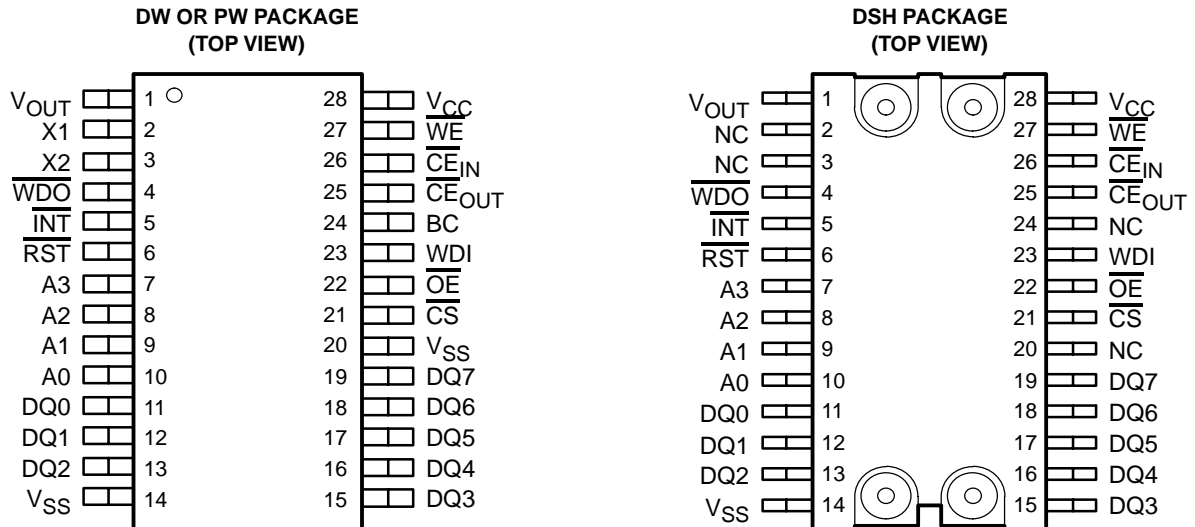 DW OR PW PACKAGE
(TOP VIEW)
VOUT 1 28 VCC
X1 2 27 WE
X2 3 26 CEIN
WDO 4 25 CEOUT
INT 5 24 BC
RST 6 23 WDI
A3 7 22 OE
A2 8 21 CS
A1 9 20 VSS
A0 10 19 DQ7
DQ0 11 18 DQ6
DQ1 12 17 DQ5
DQ2 13 16 DQ4
VSS 14 15 DQ3
DSH PACKAGE
(TOP VIEW)
VOUT 1 28 VCC
NC 2 27 WE
NC 3 26 CEIN
WDO 4 25 CEOUT
INT 5 24 NC
RST 6 23 WDI
A3 7 22 OE
A2 8 21 CS
A1 9 20 NC
A0 10 19 DQ7
DQ0 11 18 DQ6
DQ1 12 17 DQ5
DQ2 13 16 DQ4
VSS 14 15 DQ3